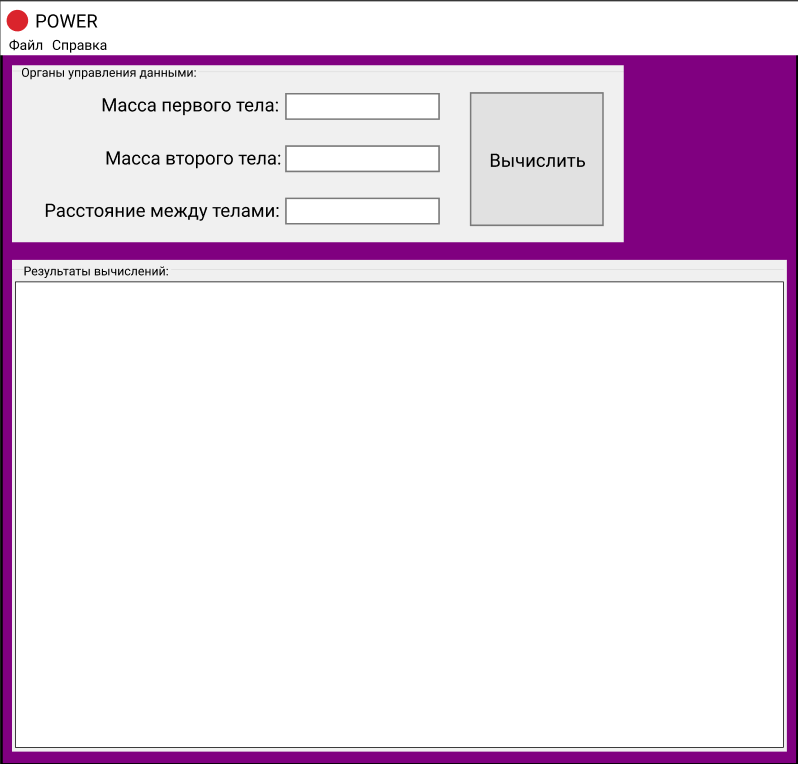 POWER
Файл Справка
Органы управления данными:
Масса первого тела:
Масса второго тела:
Вычислить
Расстояние между телами:
Результаты вычислений: